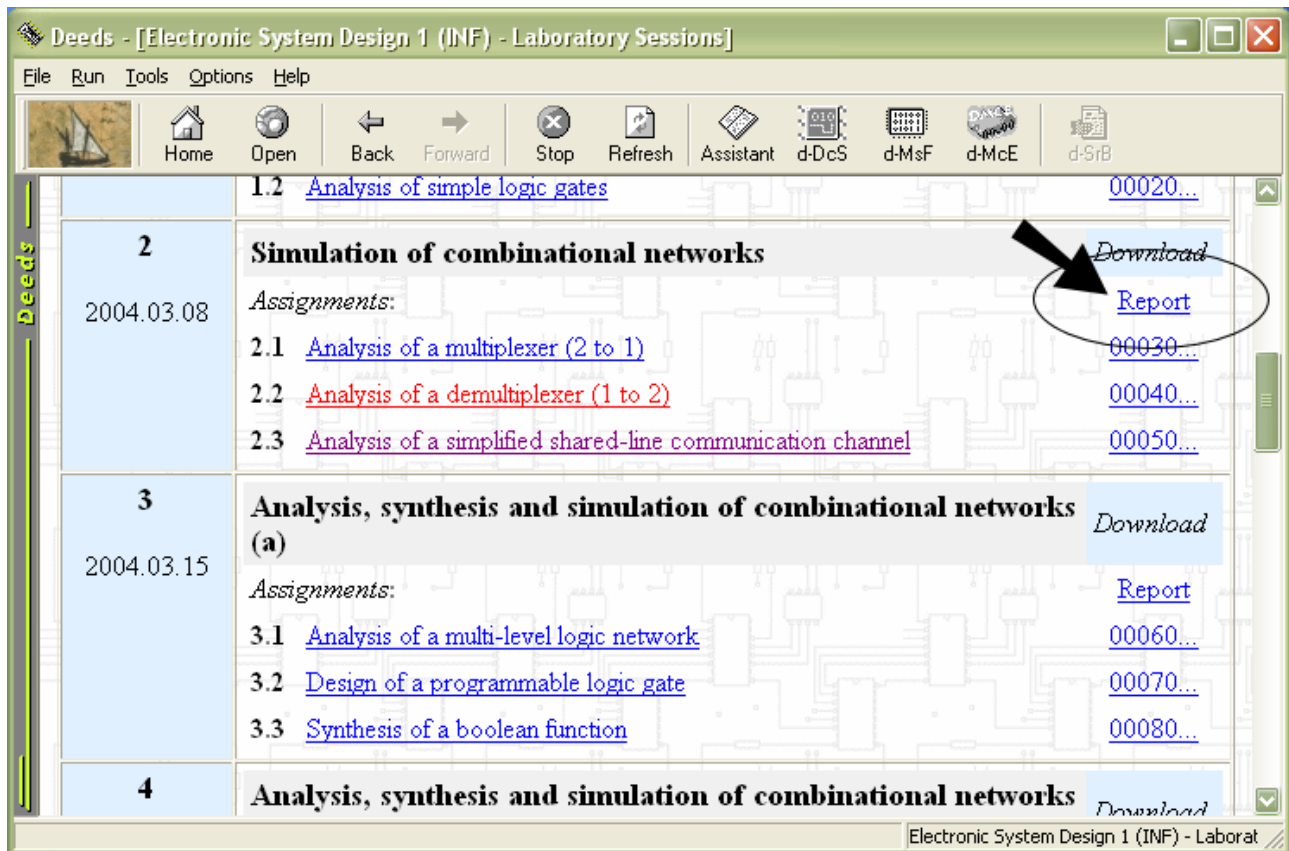 Deeds - [Electronic System Design 1 (INF) - Laboratory Sessions]
File Run Tools Options Help
Home Open Back Forward Stop Refresh Assistant d-DcS d-MsF d-McE d-SrB
Deeds
1.2 Analysis of simple logic gates 00020...
2 Simulation of combinational networks Download
2004.03.08 Assignments: Report
2.1 Analysis of a multiplexer (2 to 1) 00030...
2.2 Analysis of a demultiplexer (1 to 2) 00040...
2.3 Analysis of a simplified shared-line communication channel 00050...
3 Analysis, synthesis and simulation of combinational networks
(a) Download
2004.03.15 Assignments: Report
3.1 Analysis of a multi-level logic network 00060...
3.2 Design of a programmable logic gate 00070...
3.3 Synthesis of a boolean function 00080...
4 Analysis, synthesis and simulation of combinational networks Download
Electronic System Design 1 (INF) - Laborat